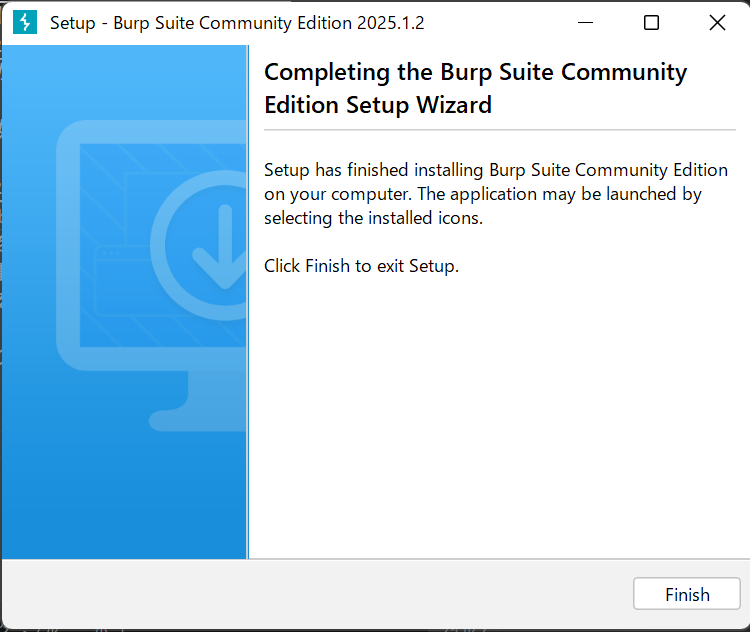 Setup - Burp Suite Community Edition 2025.1.2
Completing the Burp Suite Community
Edition Setup Wizard
Setup has finished installing Burp Suite Community Edition
on your computer. The application may be launched by
selecting the installed icons.
Click Finish to exit Setup.
Finish